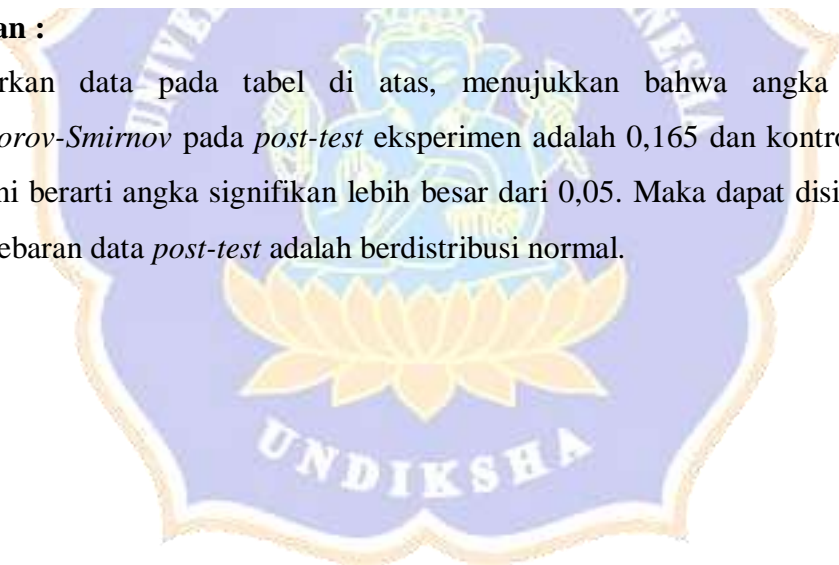 an :
rkan data pada tabel di atas, menujukkan bahwa angka
orov-Smirnov pada post-test eksperimen adalah 0,165 dan kontro
ni berarti angka signifikan lebih besar dari 0,05. Maka dapat disi
ebaran data post-test adalah berdistribusi normal.
UNDIKSHA